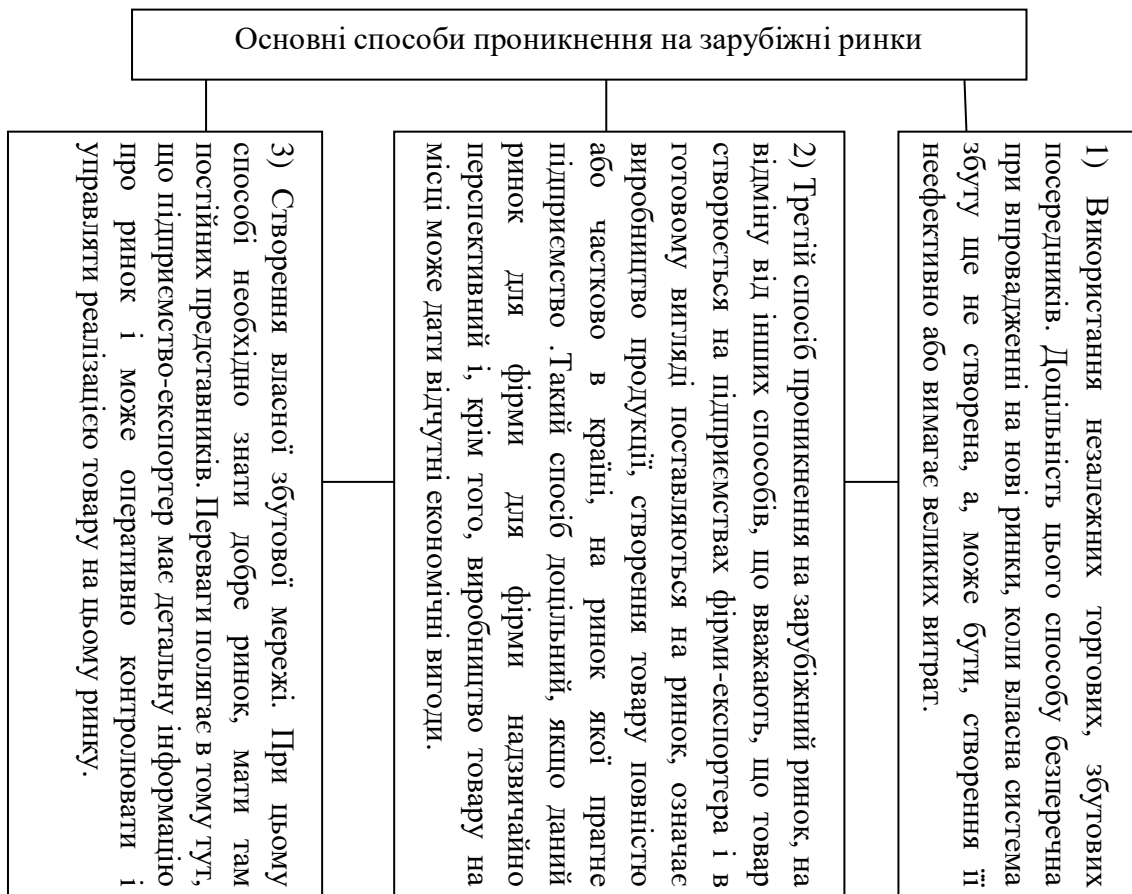 Основні способи проникнення на зарубіжні ринки
1) Використання незалежних торгових, збутових
посередників. Доцільність цього способу безперечна
при впровадженні на нові ринки, коли власна система
збуту ще не створена, а, може бути, створення її
неефективно або вимагає великих витрат.
2) Третій спосіб проникнення на зарубіжний ринок, на
відміну від інших способів, що вважають, що товар
створюється на підприємствах фірми-експортера і в
готовому вигляді поставляються на ринок, означає
виробництво продукції, створення товару повністю
або частково в країні, на ринок якої прагне
підприємство .Такий спосіб доцільний, якщо даний
ринок для фірми для фірми надзвичайно
перспективний і, крім того, виробництво товару на
місці може дати відчутні економічні вигоди.
3) Створення власної збутової мережі. При цьому
способі необхідно знати добре ринок, мати там
постійних представників. Переваги полягає в тому тут,
що підприємство-експортер має детальну інформацію
про ринок і може оперативно контролювати і
управляти реалізацією товару на цьому ринку.